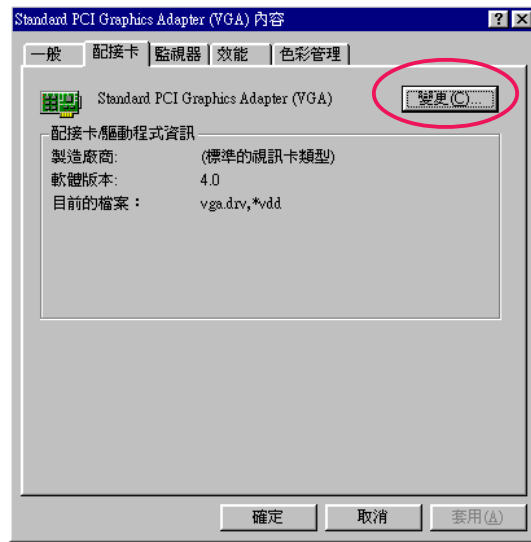 Standard PCI Graphics Adapter (VGA) 內容
一般 配接卡 監視器 效能 色彩管理
Standard PCI Graphics Adapter (VGA) 變更(C)...
配接卡/驅動程式資訊
製造廠商: (標準的視訊卡類型)
軟體版本: 4.0
目前的檔案： vga.drv,*vdd
確定 取消 套用(A)